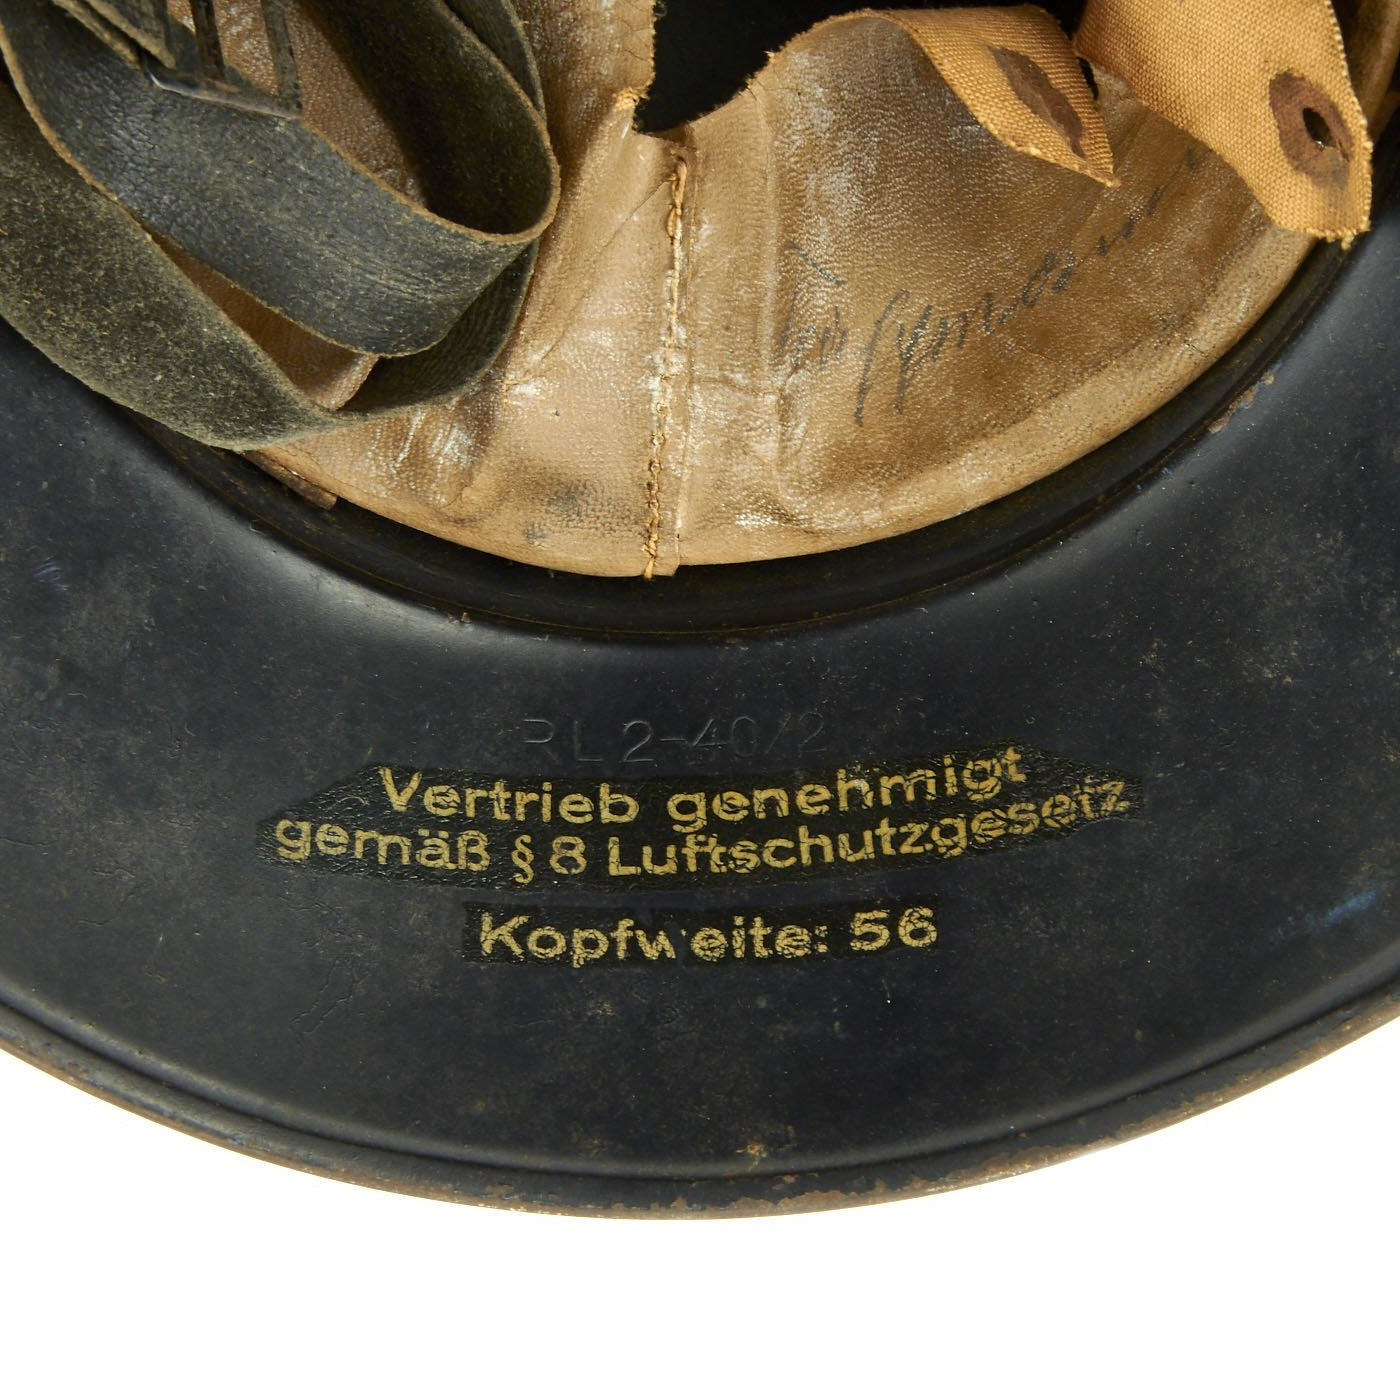 RL 2-40/2
Vertrieb genehmigt
gemäß § 8 Luftschutzgesetz
Kopfweite: 56